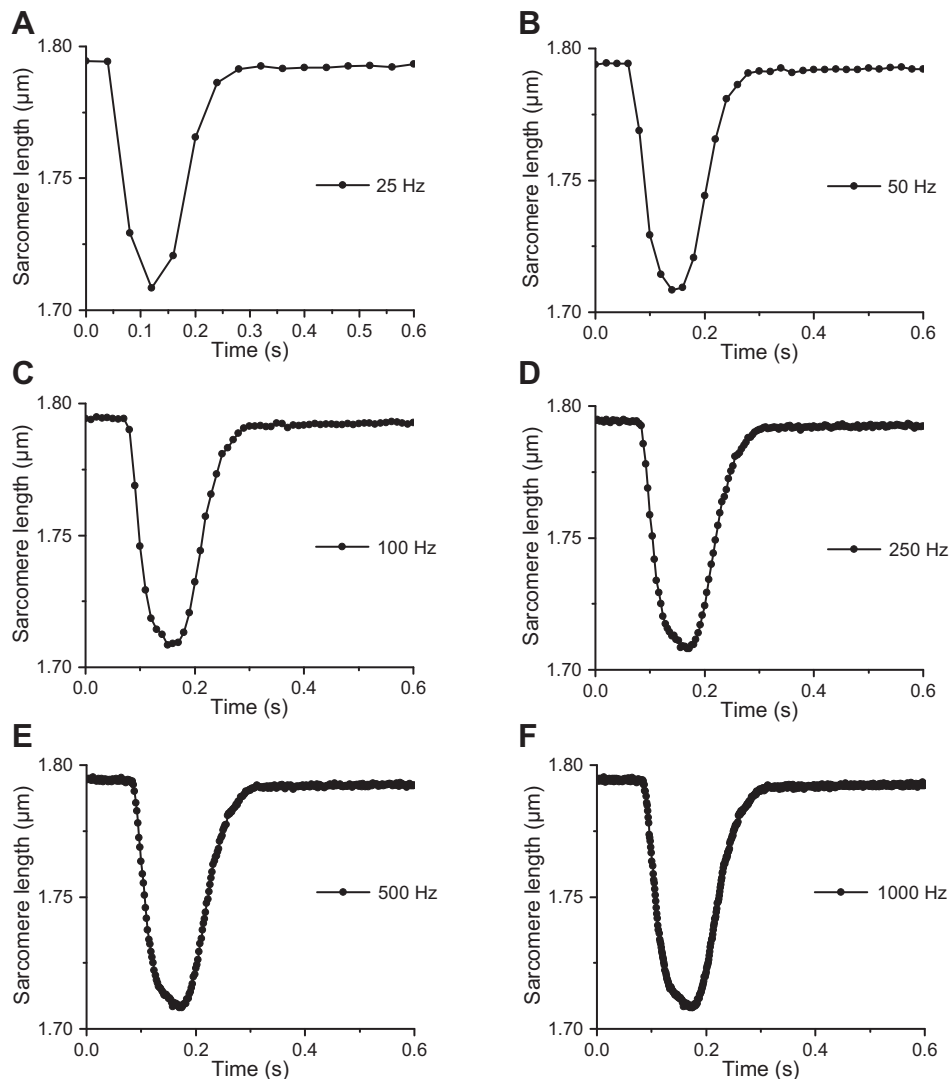 A
B
1.80
1.75
1.70
Sarcomere length (µm)
25 Hz
0.0 0.1 0.2 0.3 0.4 0.5 0.6
Time (s)
1.80
1.75
1.70
Sarcomere length (µm)
50 Hz
0.0 0.2 0.4 0.6
Time (s)
C
D
1.80
1.75
1.70
Sarcomere length (µm)
100 Hz
0.0 0.2 0.4 0.6
Time (s)
1.80
1.75
1.70
Sarcomere length (µm)
250 Hz
0.0 0.2 0.4 0.6
Time (s)
E
F
1.80
1.75
1.70
Sarcomere length (µm)
500 Hz
0.0 0.2 0.4 0.6
Time (s)
1.80
1.75
1.70
Sarcomere length (µm)
1000 Hz
0.0 0.2 0.4 0.6
Time (s)